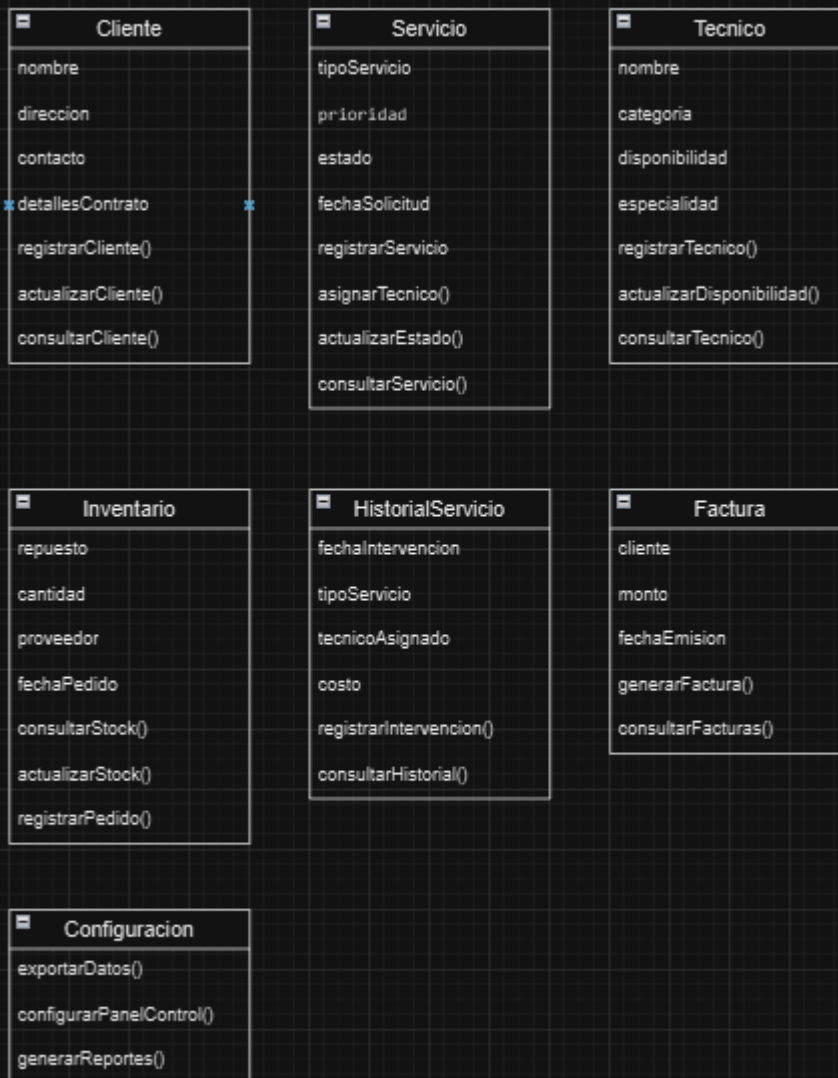 Cliente
nombre
direccion
contacto
detallesContrato
registrarCliente()
actualizarCliente()
consultarCliente()
Servicio
tipoServicio
prioridad
estado
fechaSolicitud
registrarServicio
asignarTecnico()
actualizarEstado()
consultarServicio()
Tecnico
nombre
categoria
disponibilidad
especialidad
registrarTecnico()
actualizarDisponibilidad()
consultarTecnico()
Inventario
repuesto
cantidad
proveedor
fechaPedido
consultarStock()
actualizarStock()
registrarPedido()
HistorialServicio
fechaIntervencion
tipoServicio
tecnicoAsignado
costo
registrarIntervencion()
consultarHistorial()
Factura
cliente
monto
fechaEmision
generarFactura()
consultarFacturas()
Configuracion
exportarDatos()
configurarPanelControl()
generarReportes()